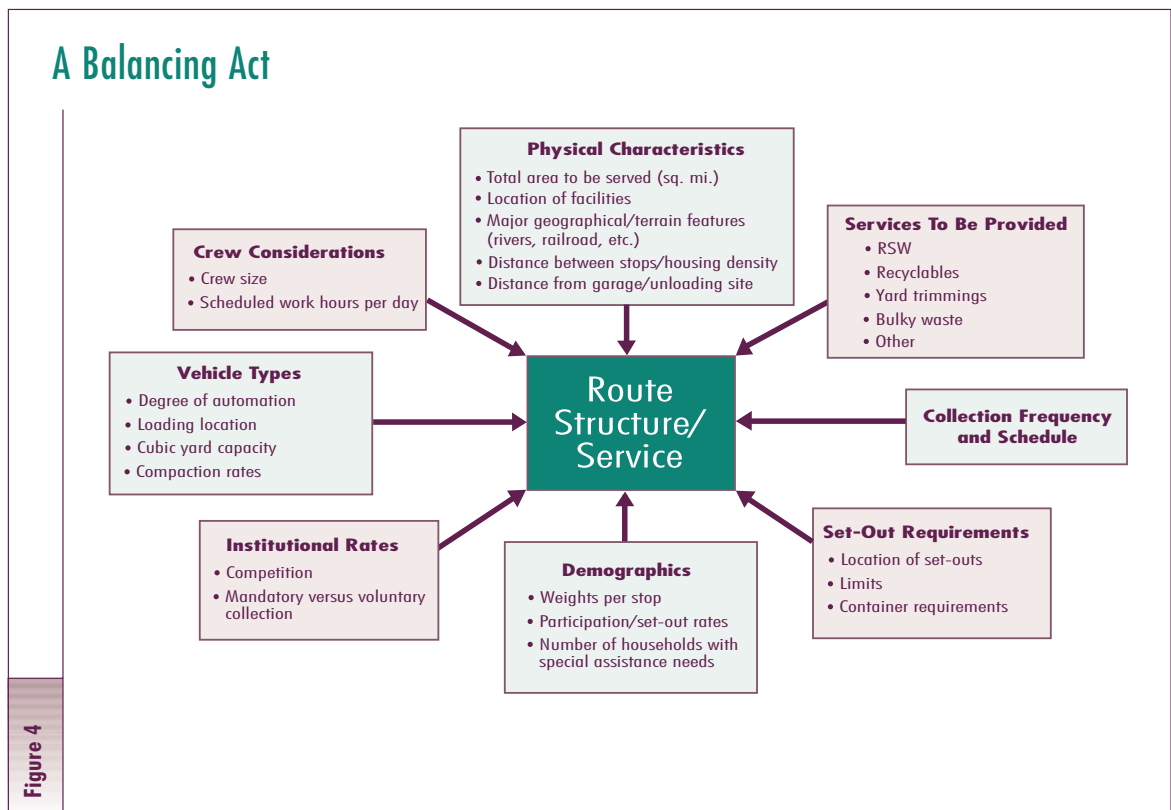 A Balancing Act
Physical Characteristics
• Total area to be served (sq. mi.)
• Location of facilities
• Major geographical/terrain features
(rivers, railroad, etc.)
• Distance between stops/housing density
• Distance from garage/unloading site
Services To Be Provided
• RSW
• Recyclables
• Yard trimmings
• Bulky waste
• Other
Crew Considerations
• Crew size
• Scheduled work hours per day
Vehicle Types
• Degree of automation
• Loading location
• Cubic yard capacity
• Compaction rates
Route
Structure/
Service
Collection Frequency
and Schedule
Institutional Rates
• Competition
• Mandatory versus voluntary
collection
Demographics
• Weights per stop
• Participation/set-out rates
• Number of households with
special assistance needs
Set-Out Requirements
• Location of set-outs
• Limits
• Container requirements
Figure 4